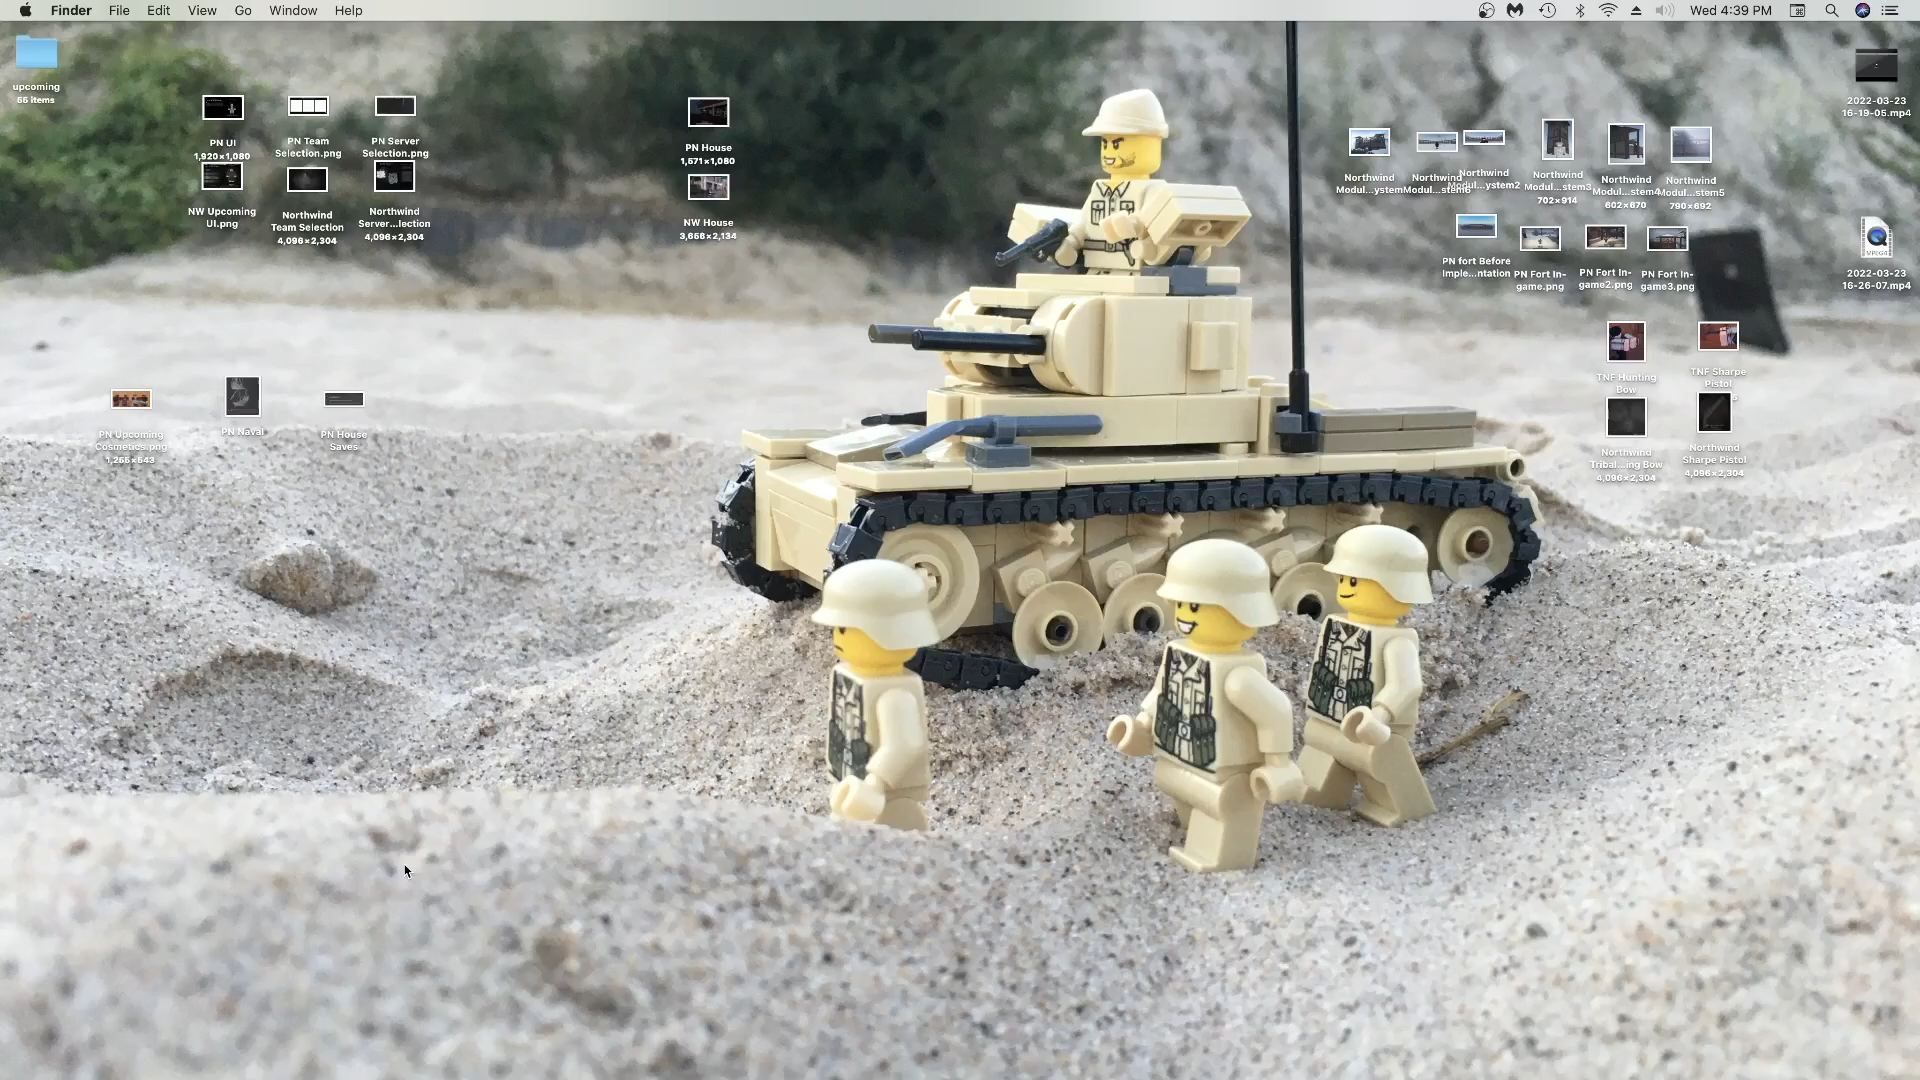 Finder File Edit View Go Window Help
Wed 4:39 PM
upcoming
66 items
PN UI
1,920×1,080
PN Team
Selection.png
PN Server
Selection.png
NW Upcoming
UI.png
Northwind
Team Selection
4,096×2,304
Northwind
Server...lection
4,096×2,304
PN House
1,571×1,080
NW House
3,656×2,134
Northwind
Modul...ystem
Northwind
Modul...stem6
Modul...ystem2
Northwind
Modul...stem3
702×914
Northwind
Modul...stem4
602×670
Northwind
Modul...stem5
790×692
2022-03-23
16-19-05.mp4
PN fort Before
Imple...ntation
PN Fort In-
game.png
PN Fort In-
game2.png
PN Fort In-
game3.png
MPEG4
2022-03-23
16-26-07.mp4
TNF Hunting
Bow
TNF Sharpe
Pistol
PN Upcoming
Cosmetics.png
1,255×543
PN Naval
PN House
Saves
Northwind
Tribal...ing Bow
4,096×2,304
Northwind
Sharpe Pistol
4,096×2,304